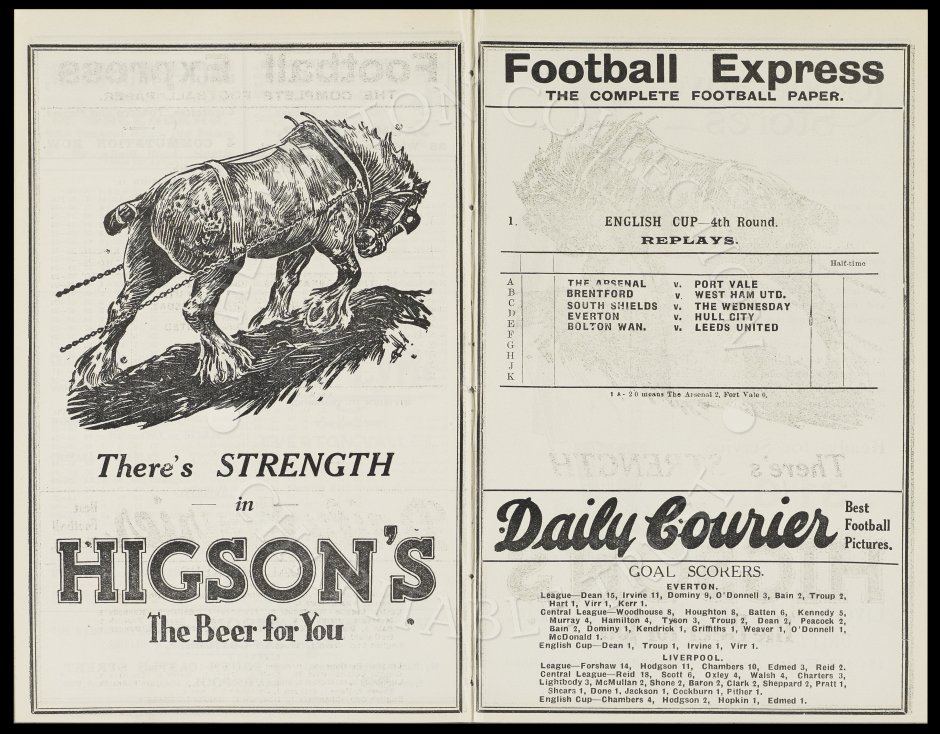 There's STRENGTH
in
HIGSON'S
The Beer for You
Football Express
THE COMPLETE FOOTBALL PAPER.
1. ENGLISH CUP—4th Round.
REPLAYS.
Half-time
A THE ARSENAL v. PORT VALE
B BRENTFORD v. WEST HAM UTD.
C SOUTH SHIELDS v. THE WEDNESDAY
D EVERTON v. HULL CITY
E BOLTON WAN. v. LEEDS UNITED
F
G
H
J
K
1 A - 2 0 means The Arsenal 2, Port Vale 0.
Daily Courier
Best
Football
Pictures.
GOAL SCORERS.
EVERTON.
League—Dean 15, Irvine 11, Dominy 9, O'Donnell 3, Bain 2, Troup 2,
Hart 1, Virr 1, Kerr 1.
Central League—Woodhouse 8, Houghton 8, Batten 6, Kennedy 5,
Murray 4, Hamilton 4, Tyson 3, Troup 2, Dean 2, Peacock 2,
Bain 2, Dominy 1, Kendrick 1, Griffiths 1, Weaver 1, O'Donnell 1,
McDonald 1.
English Cup—Dean 1, Troup 1, Irvine 1, Virr 1.
LIVERPOOL.
League—Forshaw 14, Hodgson 11, Chambers 10, Edmed 3, Reid 2.
Central League—Reid 18, Scott 6, Oxley 4, Walsh 4, Charters 3,
Lightbody 3, McMullan 2, Shone 2, Baron 2, Clark 2, Sheppard 2, Pratt 1,
Shears 1, Done 1, Jackson 1, Cockburn 1, Pither 1.
English Cup—Chambers 4, Hodgson 2, Hopkin 1, Edmed 1.